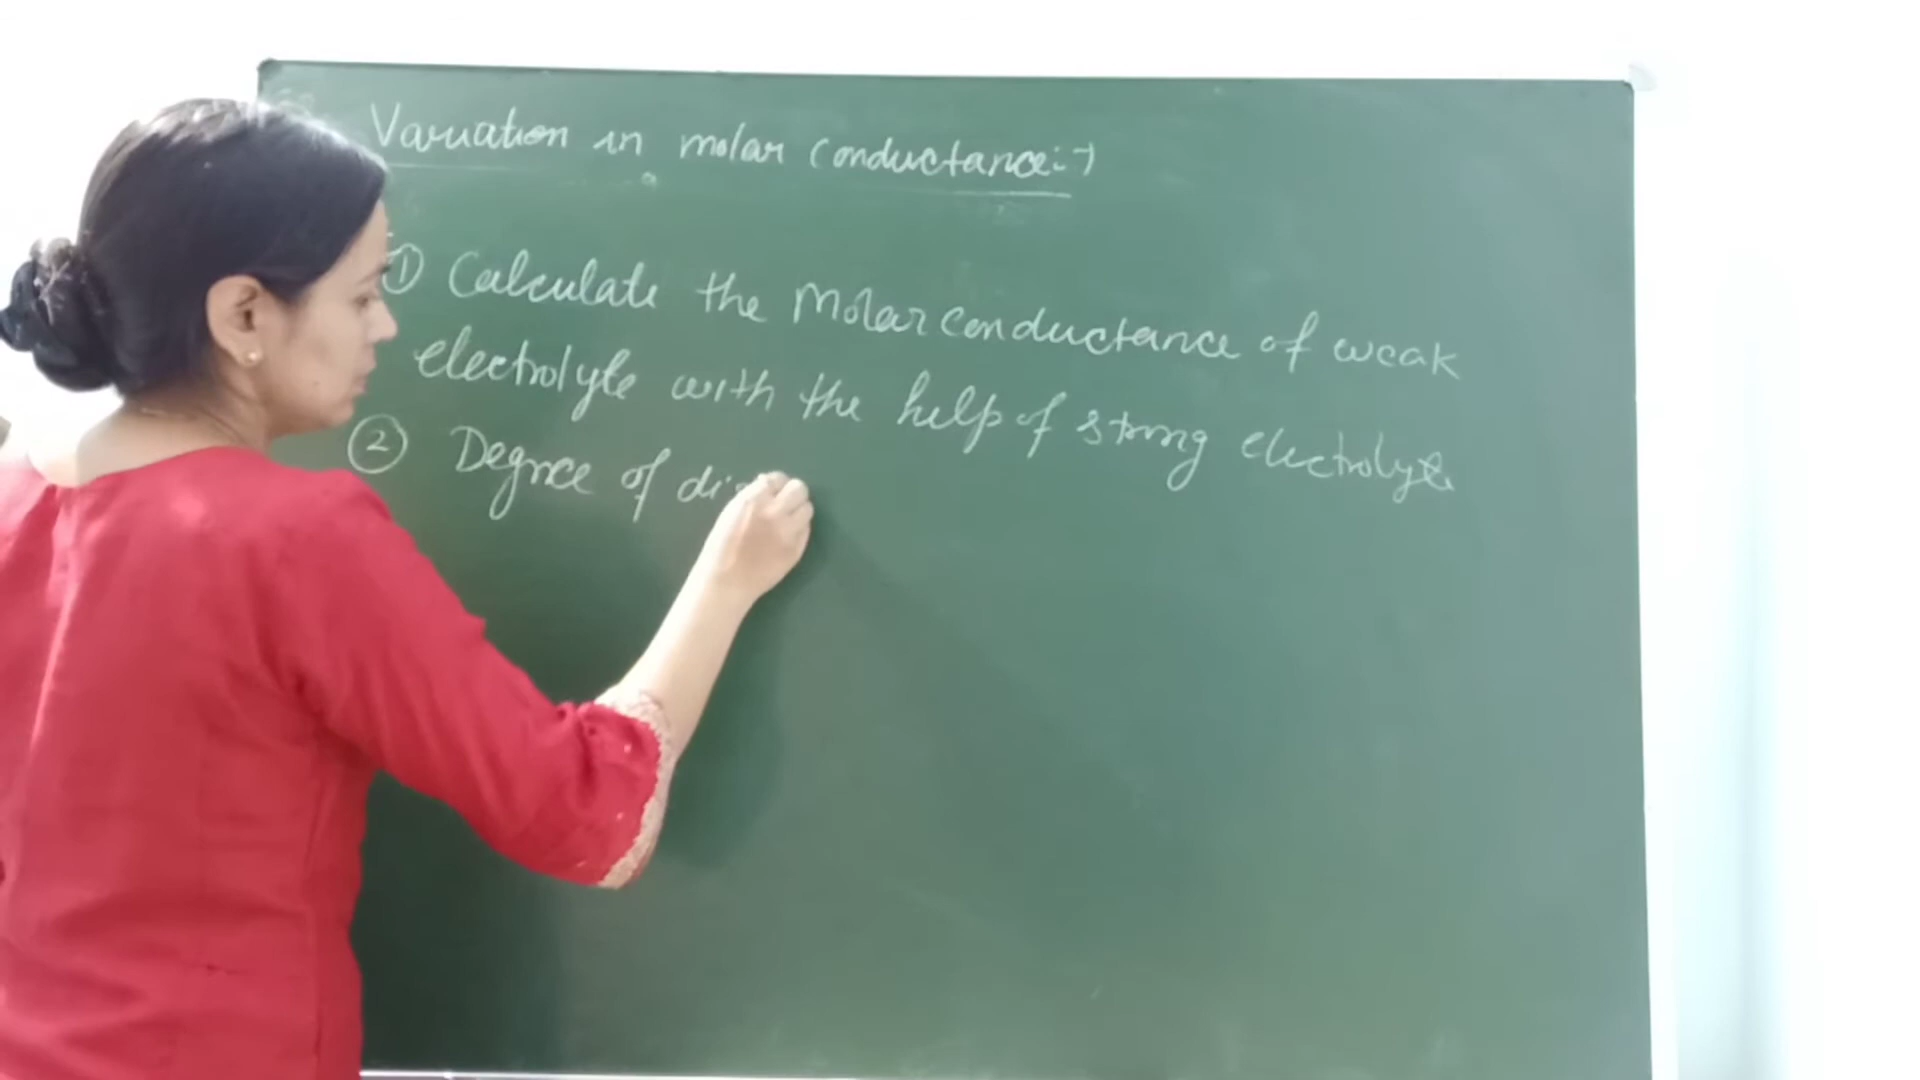 Variation in molar conductance:→
① Calculate the Molar conductance of weak
electrolyte with the help of strong electrolyte
② Degree of dis